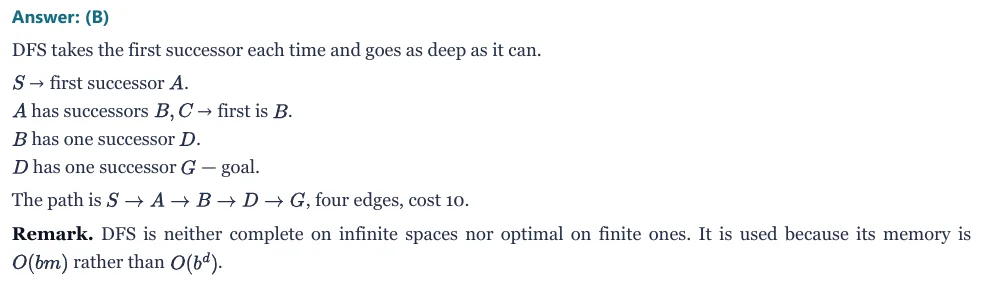 Answer: (B)
DFS takes the first successor each time and goes as deep as it can.
S → first successor A.
A has successors B, C → first is B.
B has one successor D.
D has one successor G — goal.
The path is S → A → B → D → G, four edges, cost 10.
Remark. DFS is neither complete on infinite spaces nor optimal on finite ones. It is used because its memory is
O(bm) rather than O(b^d).